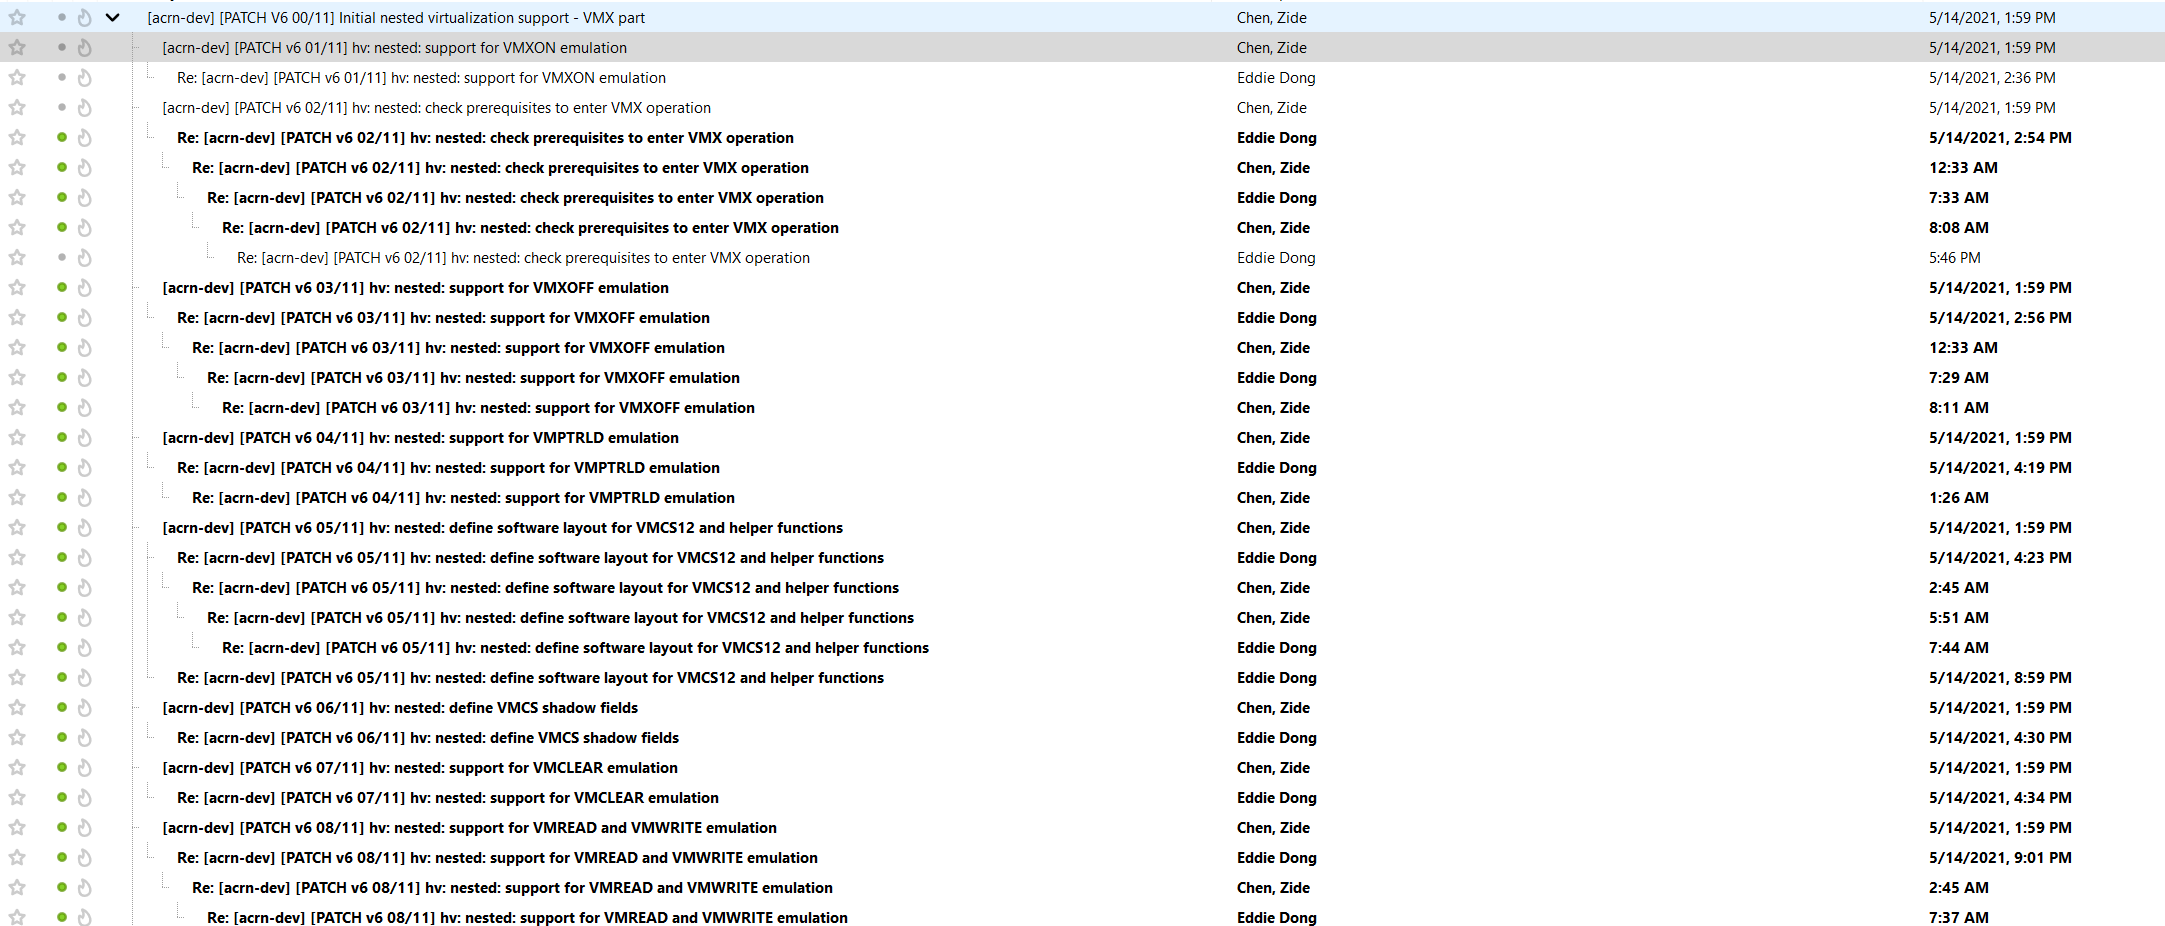 [acrn-dev] [PATCH V6 00/11] Initial nested virtualization support - VMX part Chen, Zide 5/14/2021, 1:59 PM
[acrn-dev] [PATCH v6 01/11] hv: nested: support for VMXON emulation Chen, Zide 5/14/2021, 1:59 PM
Re: [acrn-dev] [PATCH v6 01/11] hv: nested: support for VMXON emulation Eddie Dong 5/14/2021, 2:36 PM
[acrn-dev] [PATCH v6 02/11] hv: nested: check prerequisites to enter VMX operation Chen, Zide 5/14/2021, 1:59 PM
Re: [acrn-dev] [PATCH v6 02/11] hv: nested: check prerequisites to enter VMX operation Eddie Dong 5/14/2021, 2:54 PM
Re: [acrn-dev] [PATCH v6 02/11] hv: nested: check prerequisites to enter VMX operation Chen, Zide 12:33 AM
Re: [acrn-dev] [PATCH v6 02/11] hv: nested: check prerequisites to enter VMX operation Eddie Dong 7:33 AM
Re: [acrn-dev] [PATCH v6 02/11] hv: nested: check prerequisites to enter VMX operation Chen, Zide 8:08 AM
Re: [acrn-dev] [PATCH v6 02/11] hv: nested: check prerequisites to enter VMX operation Eddie Dong 5:46 PM
[acrn-dev] [PATCH v6 03/11] hv: nested: support for VMXOFF emulation Chen, Zide 5/14/2021, 1:59 PM
Re: [acrn-dev] [PATCH v6 03/11] hv: nested: support for VMXOFF emulation Eddie Dong 5/14/2021, 2:56 PM
Re: [acrn-dev] [PATCH v6 03/11] hv: nested: support for VMXOFF emulation Chen, Zide 12:33 AM
Re: [acrn-dev] [PATCH v6 03/11] hv: nested: support for VMXOFF emulation Eddie Dong 7:29 AM
Re: [acrn-dev] [PATCH v6 03/11] hv: nested: support for VMXOFF emulation Chen, Zide 8:11 AM
[acrn-dev] [PATCH v6 04/11] hv: nested: support for VMPTRLD emulation Chen, Zide 5/14/2021, 1:59 PM
Re: [acrn-dev] [PATCH v6 04/11] hv: nested: support for VMPTRLD emulation Eddie Dong 5/14/2021, 4:19 PM
Re: [acrn-dev] [PATCH v6 04/11] hv: nested: support for VMPTRLD emulation Chen, Zide 1:26 AM
[acrn-dev] [PATCH v6 05/11] hv: nested: define software layout for VMCS12 and helper functions Chen, Zide 5/14/2021, 1:59 PM
Re: [acrn-dev] [PATCH v6 05/11] hv: nested: define software layout for VMCS12 and helper functions Eddie Dong 5/14/2021, 4:23 PM
Re: [acrn-dev] [PATCH v6 05/11] hv: nested: define software layout for VMCS12 and helper functions Chen, Zide 2:45 AM
Re: [acrn-dev] [PATCH v6 05/11] hv: nested: define software layout for VMCS12 and helper functions Chen, Zide 5:51 AM
Re: [acrn-dev] [PATCH v6 05/11] hv: nested: define software layout for VMCS12 and helper functions Eddie Dong 7:44 AM
Re: [acrn-dev] [PATCH v6 05/11] hv: nested: define software layout for VMCS12 and helper functions Eddie Dong 5/14/2021, 8:59 PM
[acrn-dev] [PATCH v6 06/11] hv: nested: define VMCS shadow fields Chen, Zide 5/14/2021, 1:59 PM
Re: [acrn-dev] [PATCH v6 06/11] hv: nested: define VMCS shadow fields Eddie Dong 5/14/2021, 4:30 PM
[acrn-dev] [PATCH v6 07/11] hv: nested: support for VMCLEAR emulation Chen, Zide 5/14/2021, 1:59 PM
Re: [acrn-dev] [PATCH v6 07/11] hv: nested: support for VMCLEAR emulation Eddie Dong 5/14/2021, 4:34 PM
[acrn-dev] [PATCH v6 08/11] hv: nested: support for VMREAD and VMWRITE emulation Chen, Zide 5/14/2021, 1:59 PM
Re: [acrn-dev] [PATCH v6 08/11] hv: nested: support for VMREAD and VMWRITE emulation Eddie Dong 5/14/2021, 9:01 PM
Re: [acrn-dev] [PATCH v6 08/11] hv: nested: support for VMREAD and VMWRITE emulation Chen, Zide 2:45 AM
Re: [acrn-dev] [PATCH v6 08/11] hv: nested: support for VMREAD and VMWRITE emulation Eddie Dong 7:37 AM